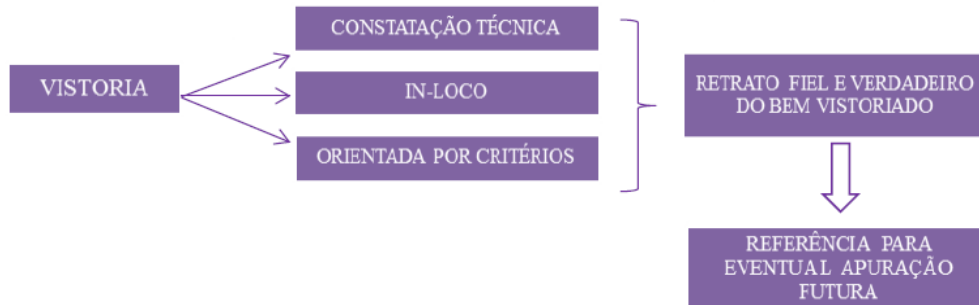 VISTORIA
CONSTATAÇÃO TÉCNICA
IN-LOCO
ORIENTADA POR CRITÉRIOS
RETRATO FIEL E VERDADEIRO
DO BEM VISTORIADO
REFERÊNCIA PARA
EVENTUAL APURAÇÃO
FUTURA